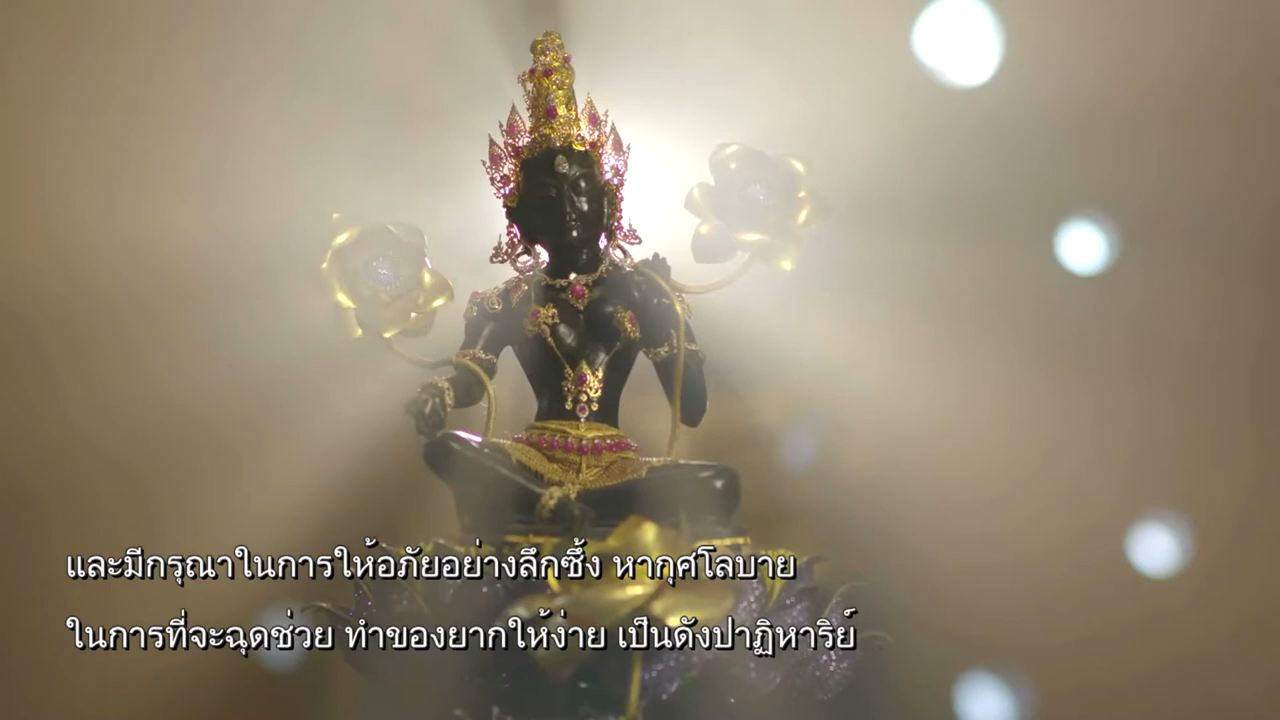 และมีกรุณาในการให้อภัยอย่างลึกซึ้ง หากุศโลบาย
ในการที่จะฉุดช่วย ทำของยากให้ง่าย เป็นดังปาฏิหาริย์